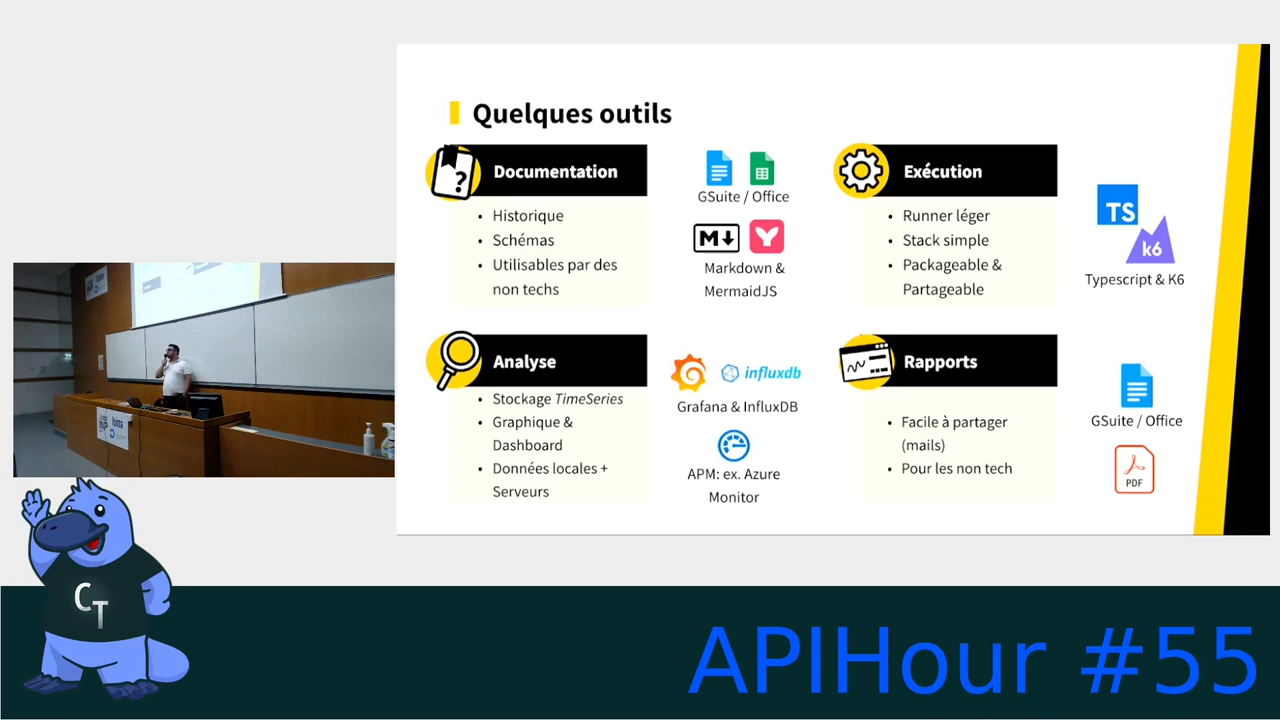 Quelques outils
Documentation
• Historique
• Schémas
• Utilisables par des
non techs
GSuite / Office
M
Markdown &
MermaidJS
Exécution
• Runner léger
• Stack simple
• Packageable &
Partageable
TS
k6
Typescript & K6
Analyse
• Stockage TimeSeries
• Graphique &
Dashboard
• Données locales +
Serveurs
influxdb
Grafana & InfluxDB
APM: ex. Azure
Monitor
Rapports
• Facile à partager
(mails)
• Pour les non tech
GSuite / Office
PDF
isima
CT
APIHour #55